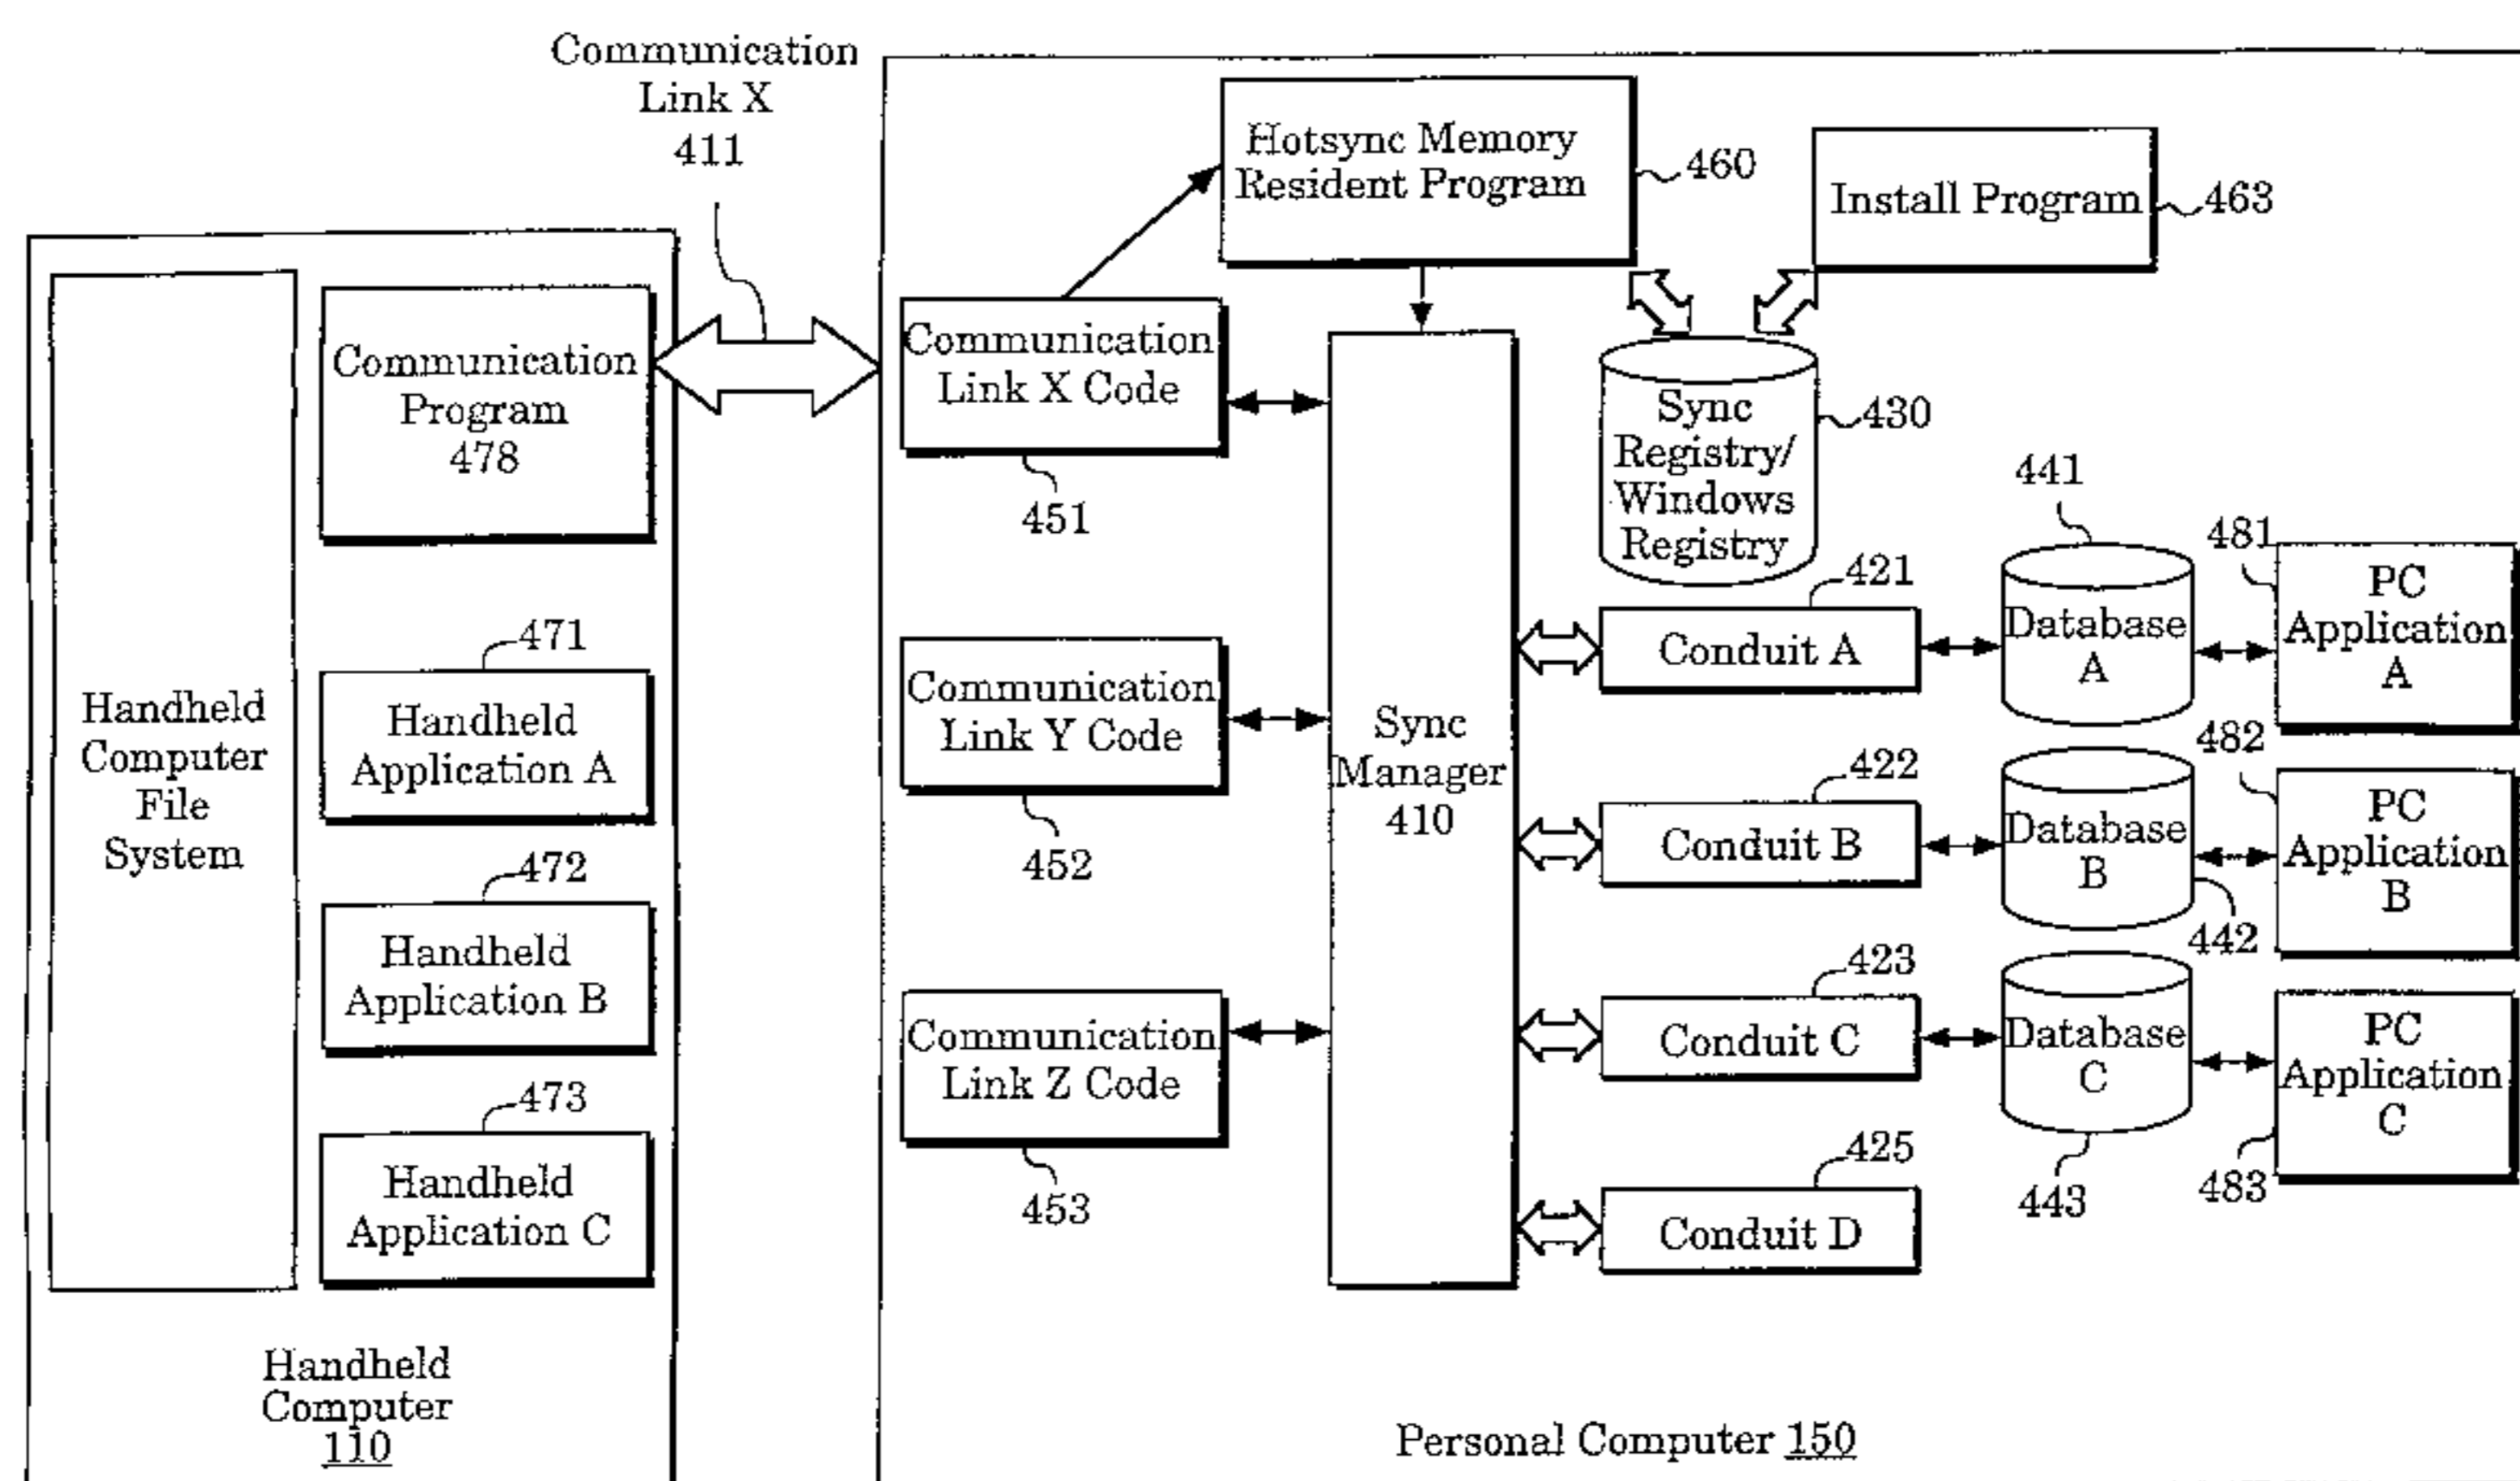 Communication
Link X
411
Hotsync Memory
Resident Program
460
Install Program
463
Communication
Program
478
Communication
Link X Code
451
Sync
Registry/
Windows
Registry
430
441
481
421
Conduit A
Database
A
PC
Application
A
471
Handheld
Application A
Handheld
Computer
File
System
Communication
Link Y Code
452
Sync
Manager
410
422
Conduit B
Database
B
442
482
PC
Application
B
472
Handheld
Application B
423
Conduit C
Database
C
443
PC
Application
C
483
Communication
Link Z Code
453
473
Handheld
Application C
425
Conduit D
Handheld
Computer
110
Personal Computer 150